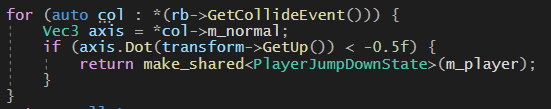 for (auto col : *(rb->GetCollideEvent())) {
Vec3 axis = *col->m_normal;
if (axis.Dot(transform->GetUp()) < -0.5f) {
return make_shared<PlayerJumpDownState>(m_player);
}
}